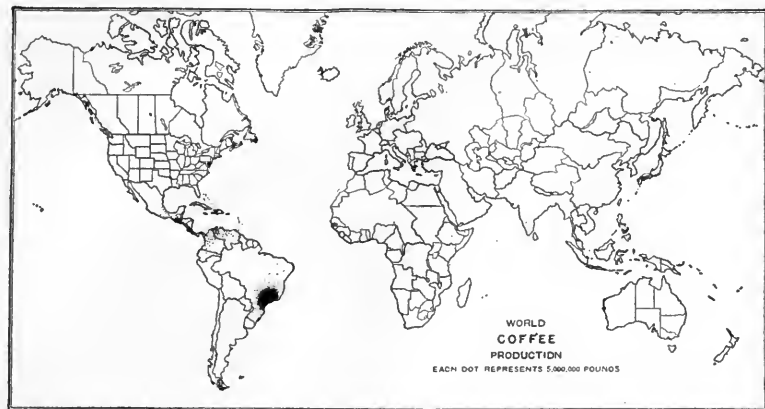 WORLD
COFFEE
PRODUCTION
EACH DOT REPRESENTS 5,000,000 POUNDS